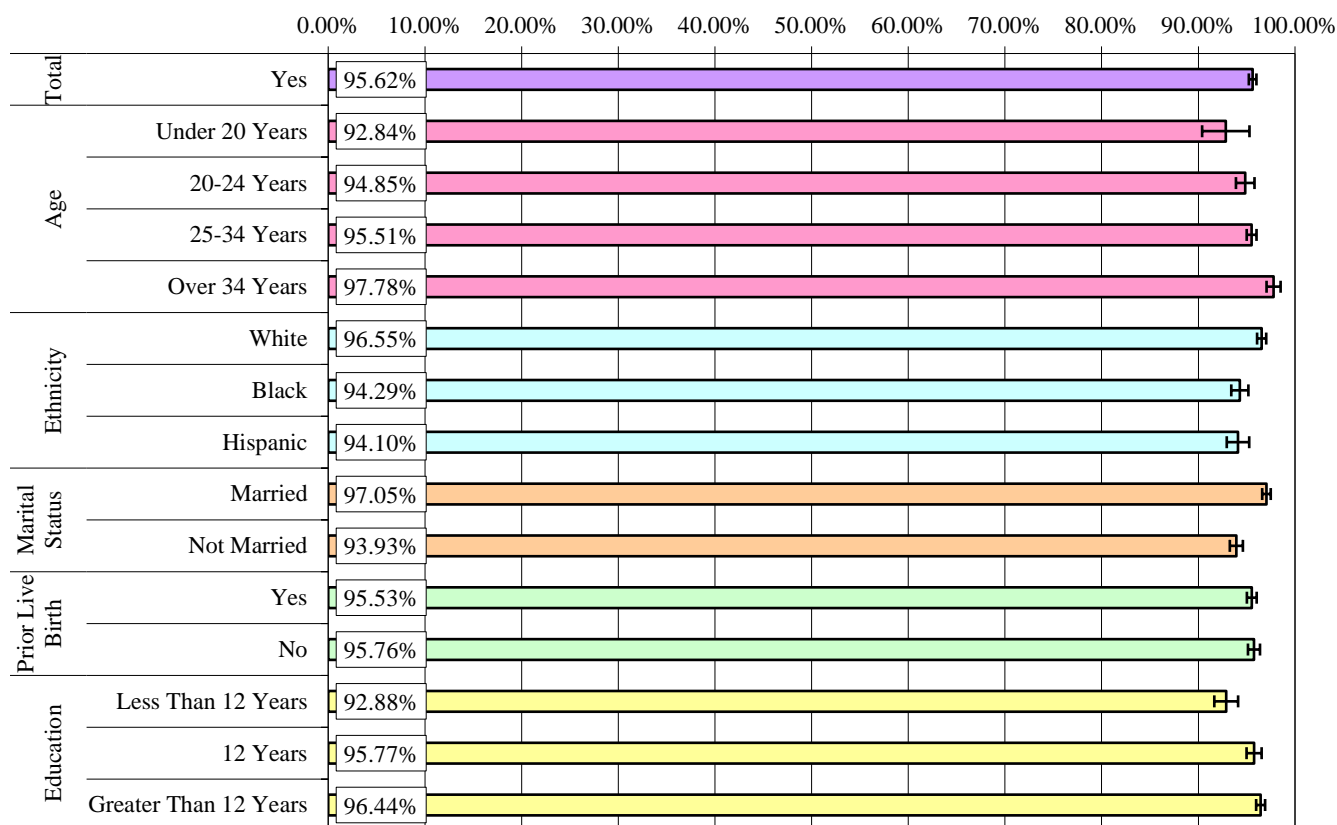 0.00% 10.00% 20.00% 30.00% 40.00% 50.00% 60.00% 70.00% 80.00% 90.00% 100.00%
Total
Yes 95.62%
Age
Under 20 Years 92.84%
20-24 Years 94.85%
25-34 Years 95.51%
Over 34 Years 97.78%
Ethnicity
White 96.55%
Black 94.29%
Hispanic 94.10%
Marital
Status
Married 97.05%
Not Married 93.93%
Prior Live
Birth
Yes 95.53%
No 95.76%
Education
Less Than 12 Years 92.88%
12 Years 95.77%
Greater Than 12 Years 96.44%